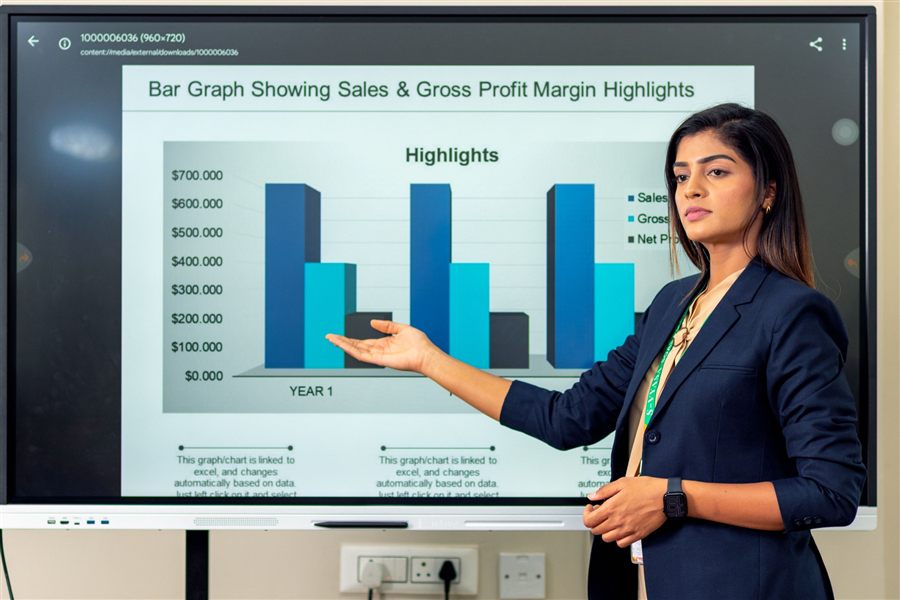 1000006036 (960×720)
content://media/external/downloads/1000006036
Bar Graph Showing Sales & Gross Profit Margin Highlights
Highlights
$700.000
$600.000
$500.000
$400.000
$300.000
$200.000
$100.000
$0.000
Sales
Gross
Net Pro
YEAR 1
This graph/chart is linked to
excel, and changes
automatically based on data.
Just left click on it and select
This graph/chart is linked to
excel, and changes
automatically based on data.
Just left click on it and select
This